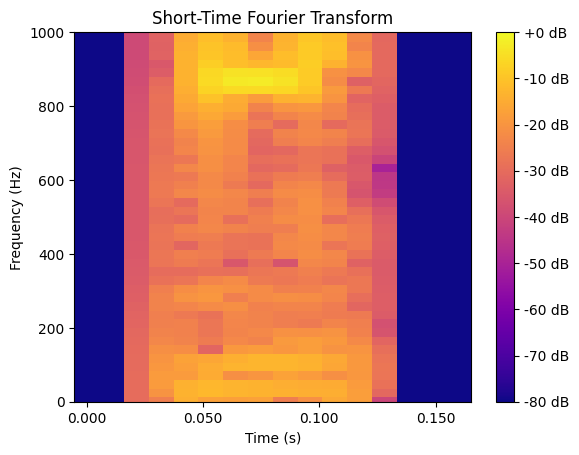 Short-Time Fourier Transform
1000
800
600
400
200
0
Frequency (Hz)
0.000
0.050
0.100
0.150
Time (s)
+0 dB
-10 dB
-20 dB
-30 dB
-40 dB
-50 dB
-60 dB
-70 dB
-80 dB